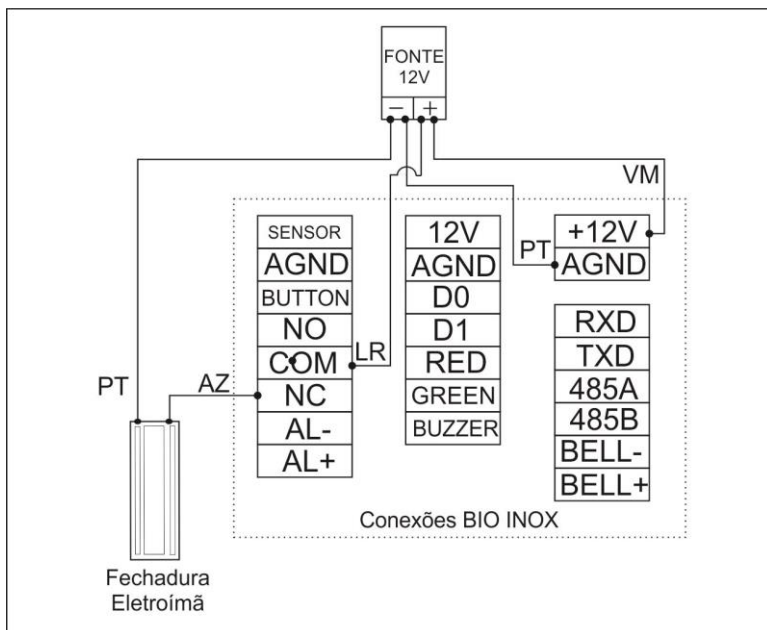 FONTE
12V
− +
VM
SENSOR
AGND
BUTTON
NO
COM
NC
AL-
AL+
12V
AGND
D0
D1
RED
GREEN
BUZZER
+12V
AGND
PT
RXD
TXD
485A
485B
BELL-
BELL+
LR
PT
AZ
Conexões BIO INOX
Fechadura
Eletroímã